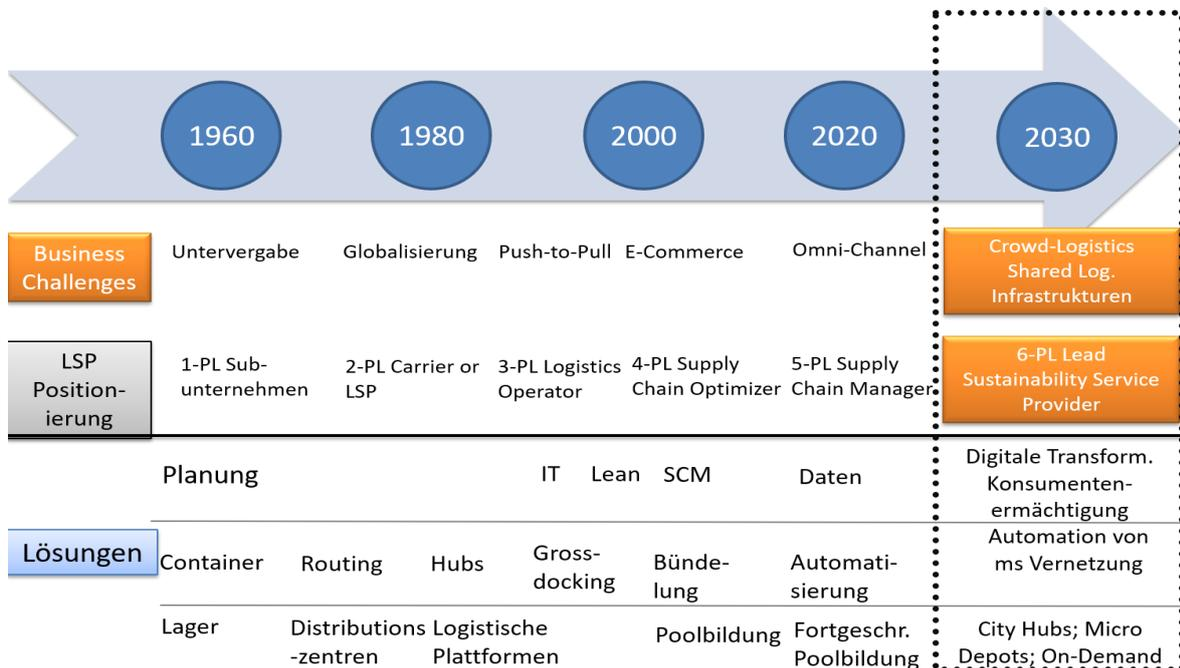 1960 1980 2000 2020 2030
Business
Challenges
Untervergabe Globalisierung Push-to-Pull E-Commerce Omni-Channel
Crowd-Logistics
Shared Log.
Infrastrukturen
LSP
Position-
ierung
1-PL Sub-
unternehmen
2-PL Carrier or
LSP
3-PL Logistics
Operator
4-PL Supply
Chain Optimizer
5-PL Supply
Chain Manager
6-PL Lead
Sustainability Service
Provider
Lösungen
Planung IT Lean SCM Daten
Digitale Transform.
Konsumenten-
ermächtigung
Container Routing Hubs
Gross-
docking
Bünde-
lung
Automati-
sierung
Automation von
ms Vernetzung
Lager
Distributions
-zentren
Logistische
Plattformen
Poolbildung
Fortgeschr.
Poolbildung
City Hubs; Micro
Depots; On-Demand